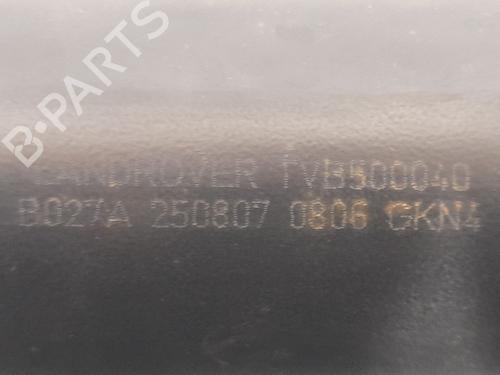 B-PARTS
LANDROVER TVB500040
B027A 250807 0806 GKN4